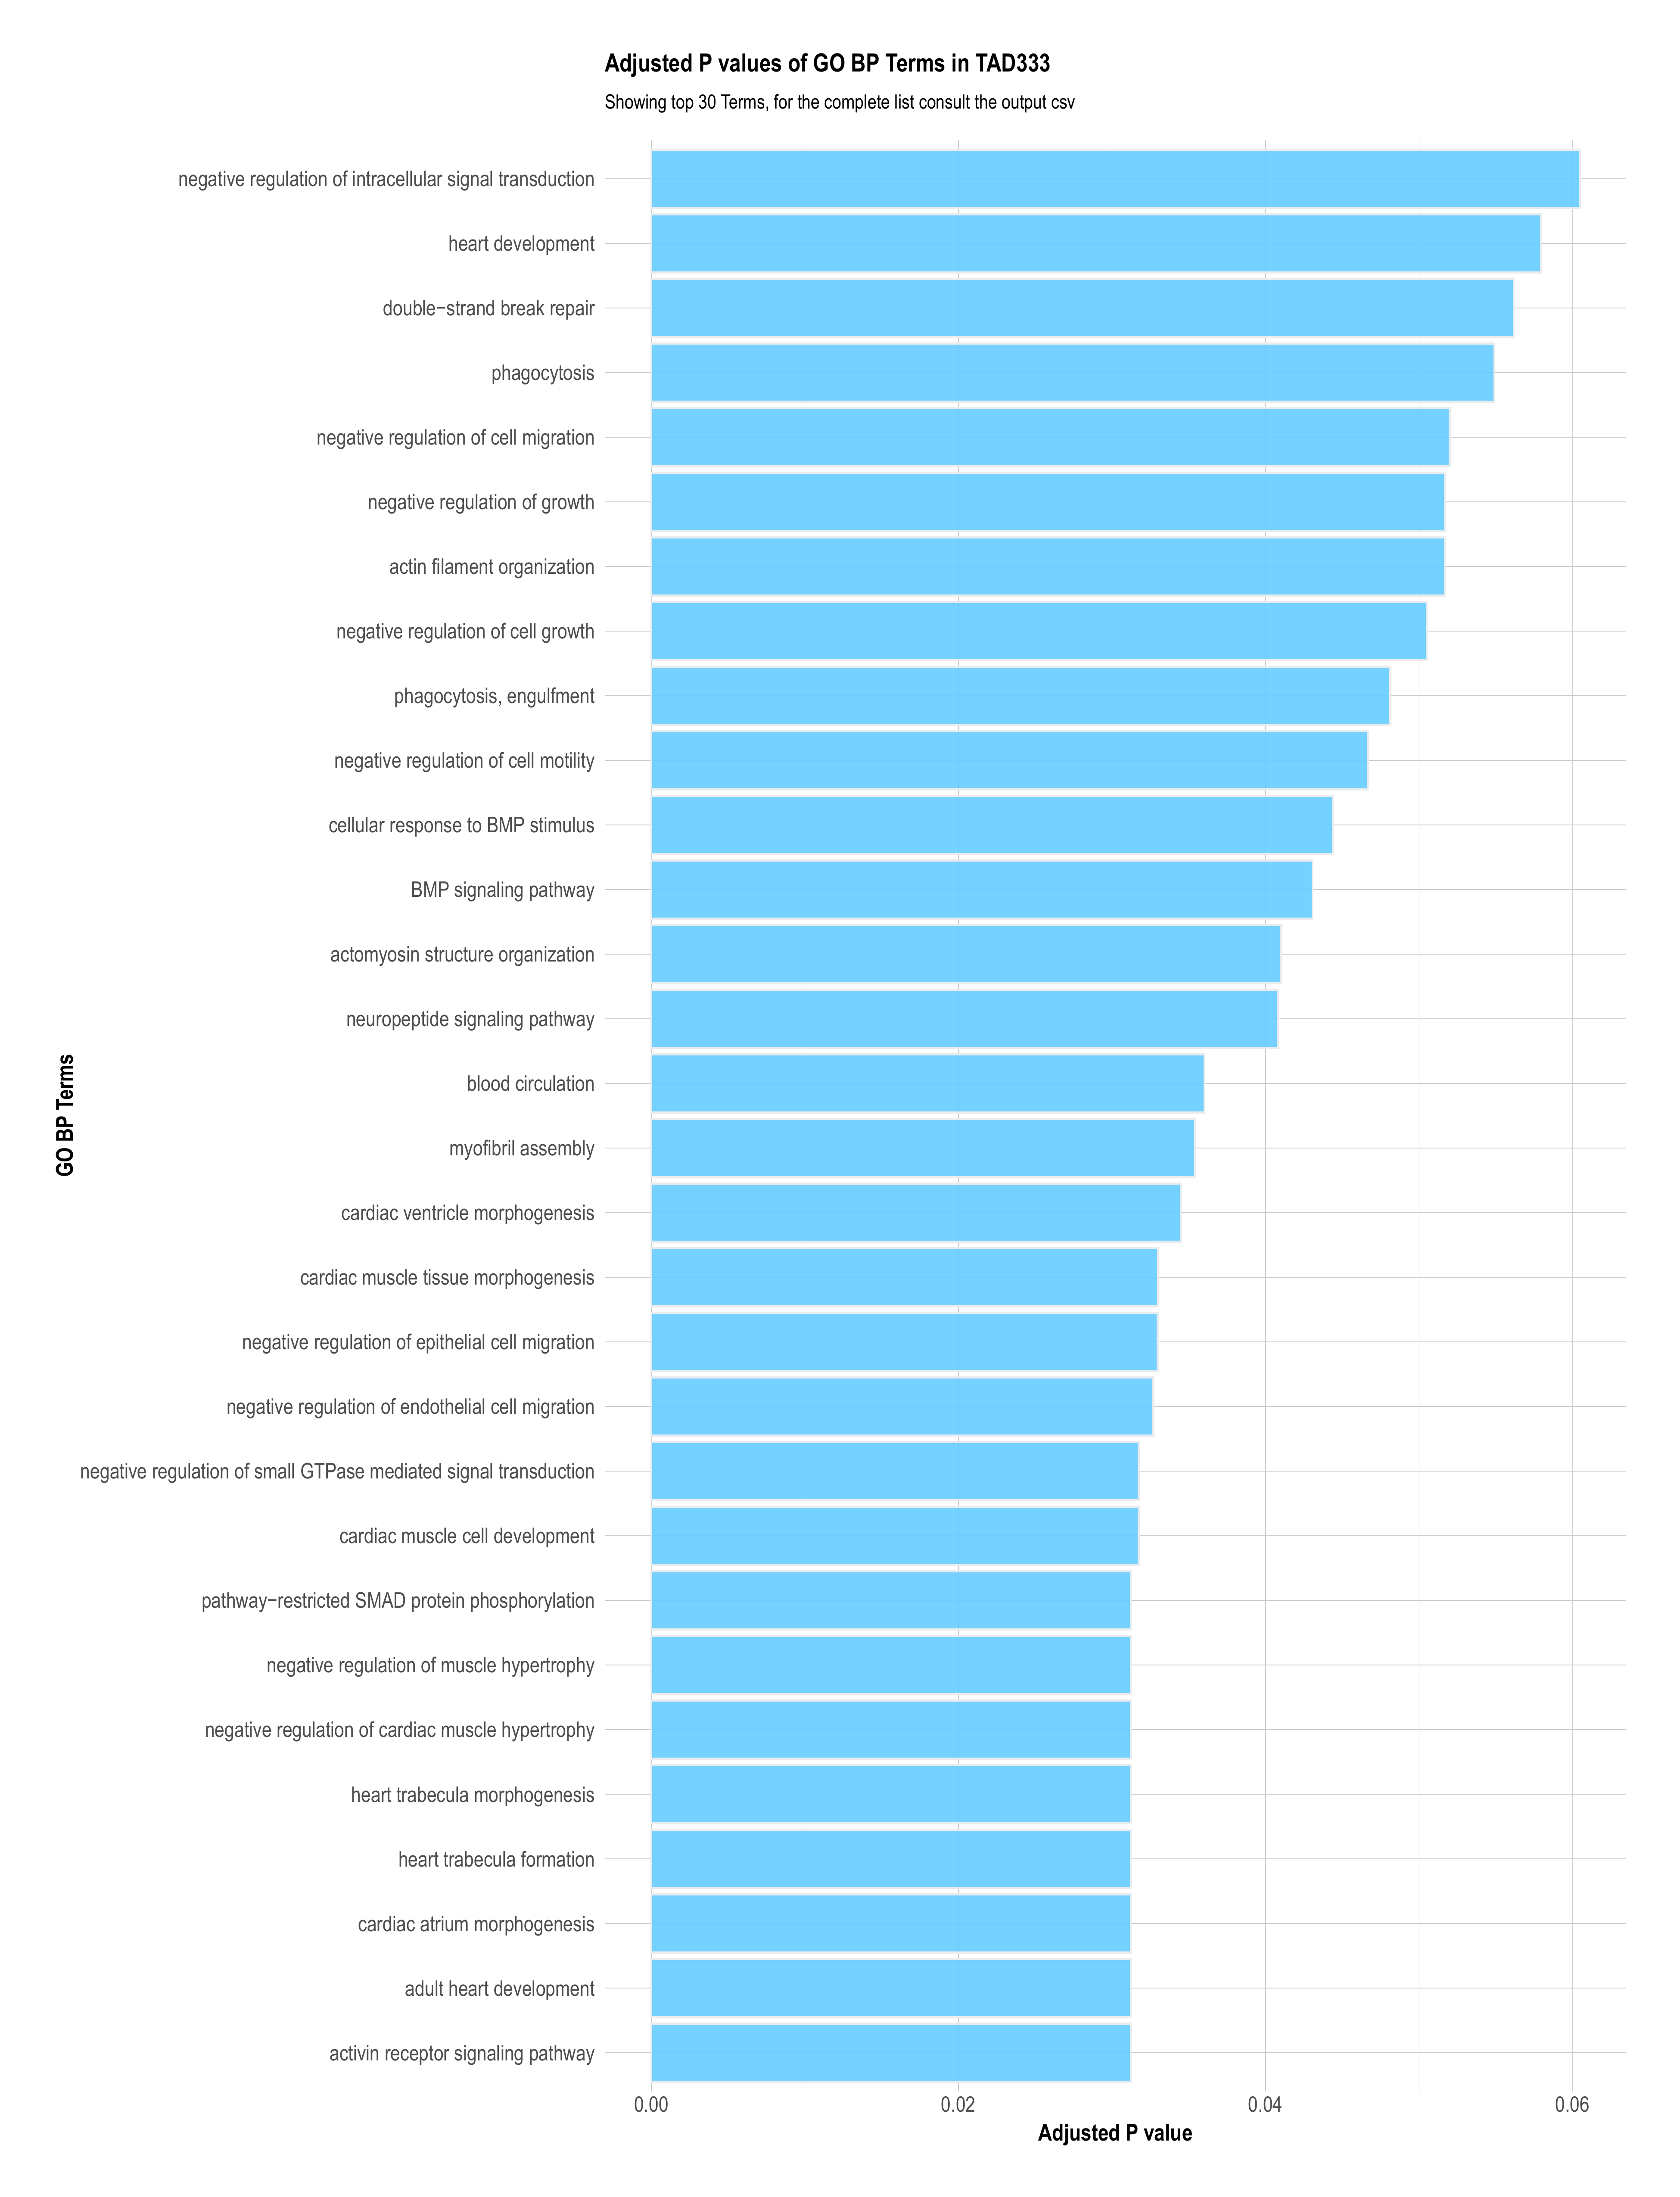 Adjusted P values of GO BP Terms in TAD333
Showing top 30 Terms, for the complete list consult the output csv
negative regulation of intracellular signal transduction
heart development
double−strand break repair
phagocytosis
negative regulation of cell migration
negative regulation of growth
actin filament organization
negative regulation of cell growth
phagocytosis, engulfment
negative regulation of cell motility
cellular response to BMP stimulus
BMP signaling pathway
actomyosin structure organization
neuropeptide signaling pathway
blood circulation
myofibril assembly
cardiac ventricle morphogenesis
cardiac muscle tissue morphogenesis
negative regulation of epithelial cell migration
negative regulation of endothelial cell migration
negative regulation of small GTPase mediated signal transduction
cardiac muscle cell development
pathway−restricted SMAD protein phosphorylation
negative regulation of muscle hypertrophy
negative regulation of cardiac muscle hypertrophy
heart trabecula morphogenesis
heart trabecula formation
cardiac atrium morphogenesis
adult heart development
activin receptor signaling pathway
GO BP Terms
0.00 0.02 0.04 0.06
Adjusted P value